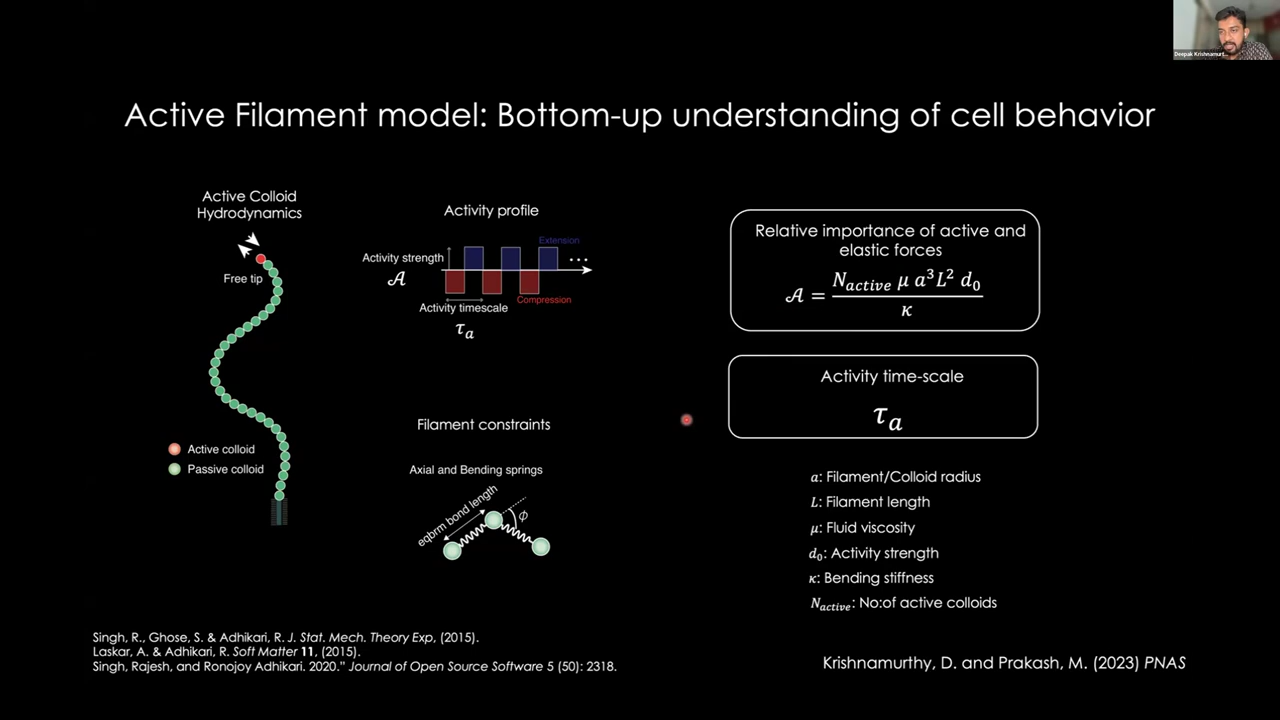 Deepak Krishnamurt...
Active Filament model: Bottom-up understanding of cell behavior
Active Colloid
Hydrodynamics
Free tip
Active colloid
Passive colloid
Activity profile
Extension
Activity strength
𝒜
...
Compression
Activity timescale
τₐ
Filament constraints
Axial and Bending springs
eqbrm bond length
Ø
Relative importance of active and
elastic forces
𝒜 = N_active μ a³L² d₀ / κ
Activity time-scale
τₐ
a: Filament/Colloid radius
L: Filament length
μ: Fluid viscosity
d₀: Activity strength
κ: Bending stiffness
N_active: No:of active colloids
Singh, R., Ghose, S. & Adhikari, R. J. Stat. Mech. Theory Exp, (2015).
Laskar, A. & Adhikari, R. Soft Matter 11, (2015).
Singh, Rajesh, and Ronojoy Adhikari. 2020.” Journal of Open Source Software 5 (50): 2318.
Krishnamurthy, D. and Prakash, M. (2023) PNAS